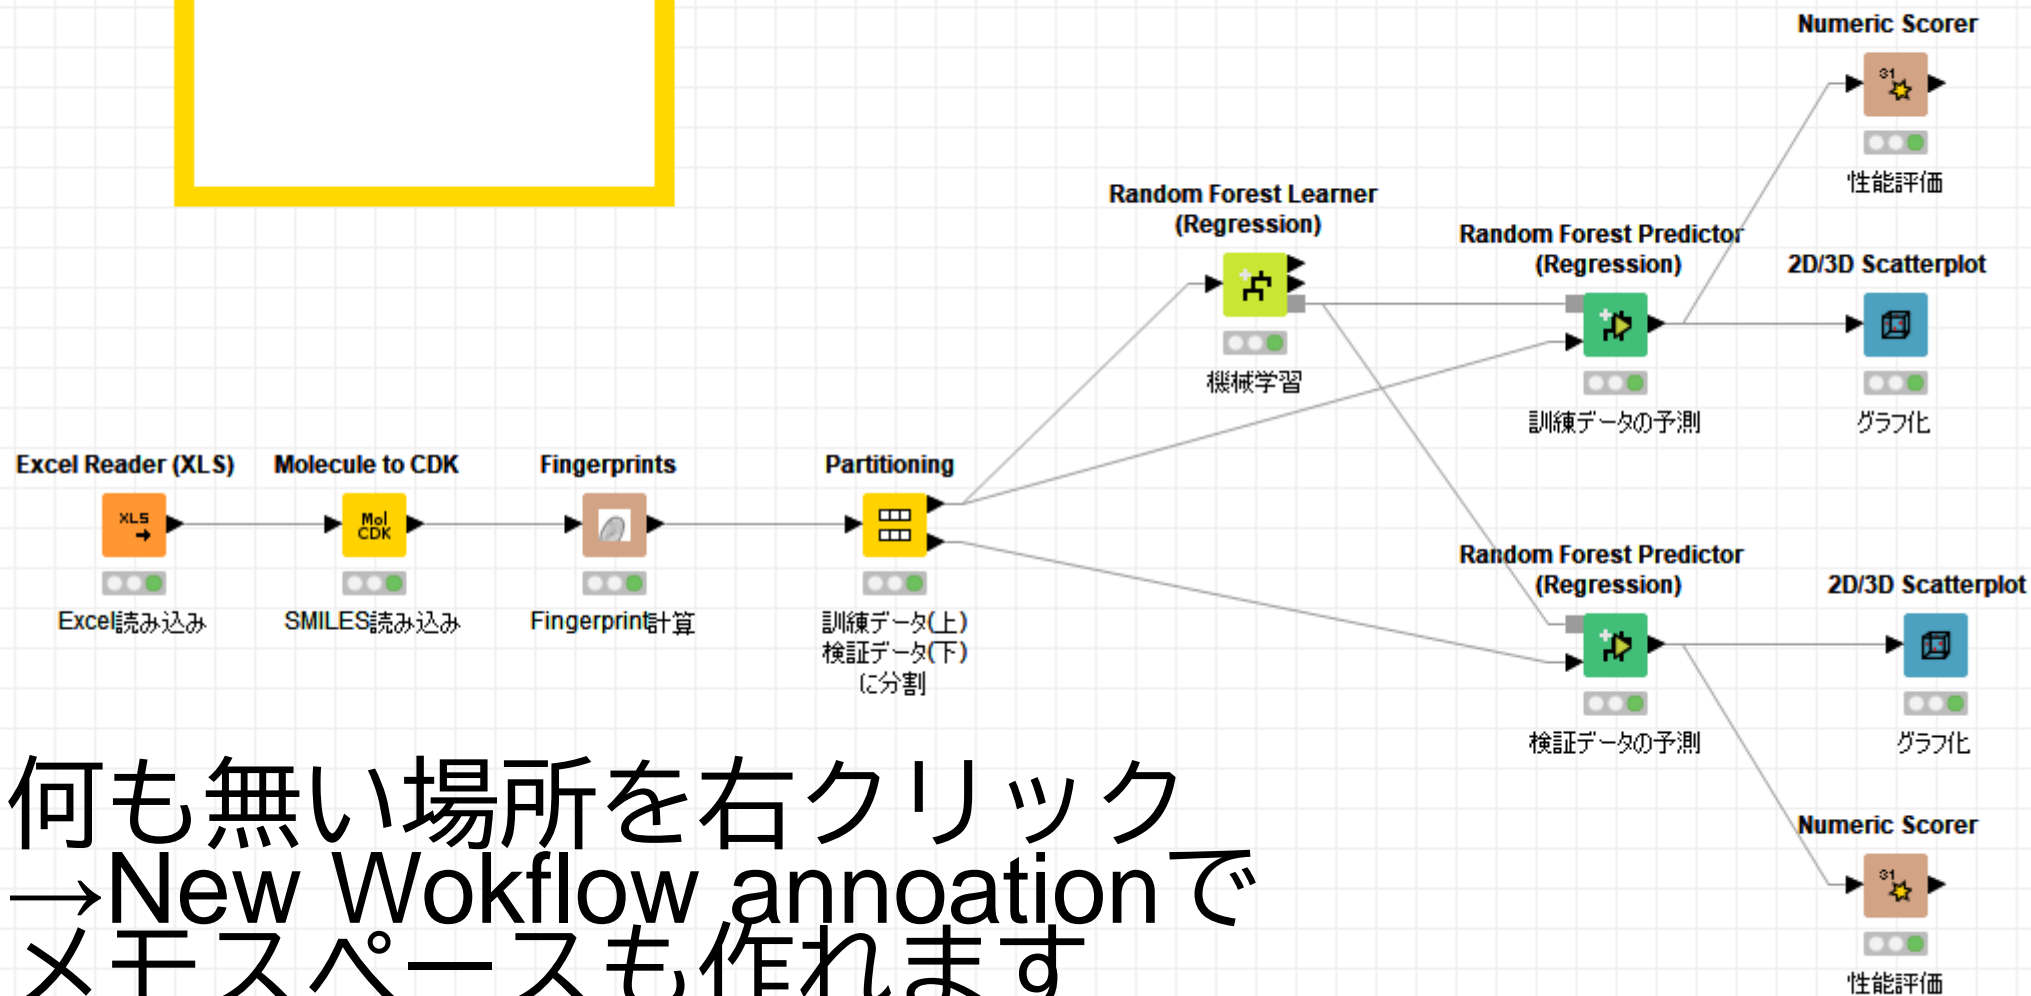 Numeric Scorer
性能評価
Random Forest Learner
(Regression)
機械学習
Random Forest Predictor
(Regression)
訓練データの予測
2D/3D Scatterplot
グラフ化
Excel Reader (XLS)
XLS
Excel読み込み
Molecule to CDK
Mol
CDK
SMILES読み込み
Fingerprints
Fingerprint計算
Partitioning
訓練データ(上)
検証データ(下)
に分割
Random Forest Predictor
(Regression)
検証データの予測
2D/3D Scatterplot
グラフ化
Numeric Scorer
性能評価
何も無い場所を右クリック
→New Wokflow annoationで
メモスペースも作れます